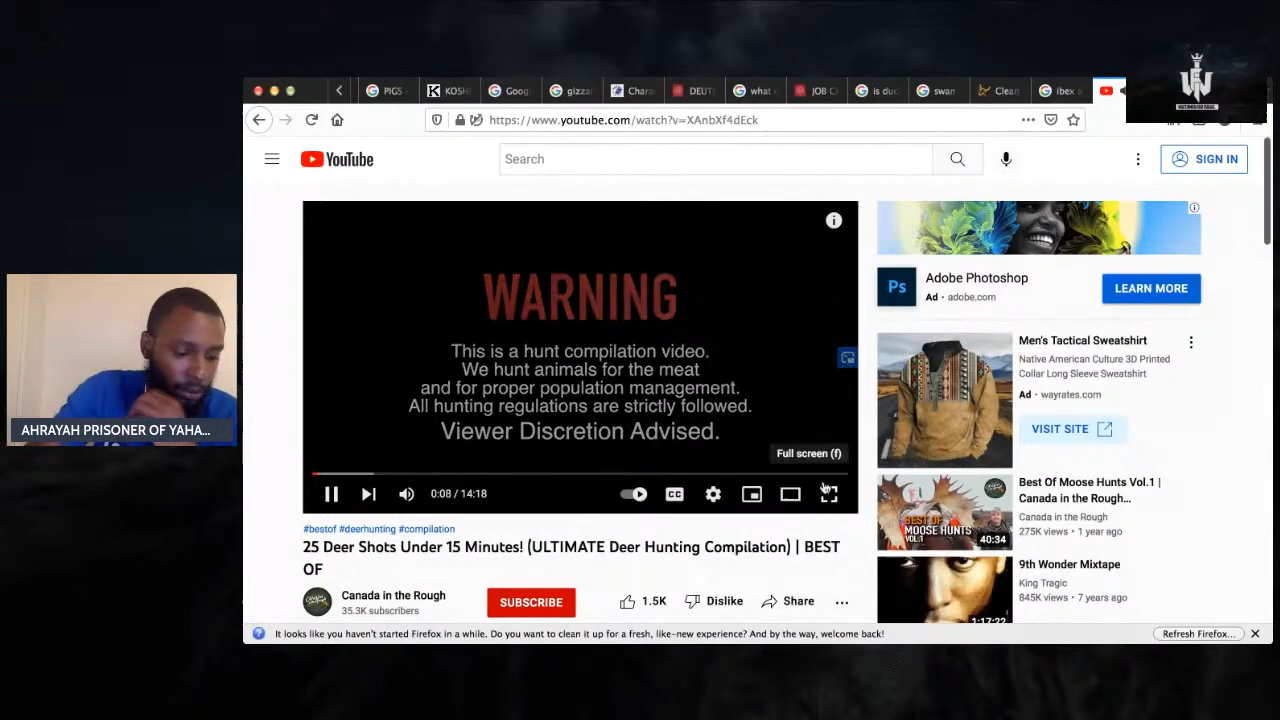 PIGS
KOSH
Goog
gizza
Chara
DEUT
what
JOB C
is duc
swan
Clean
ibex
WATCHMEN FOR ISRAEL
https://www.youtube.com/watch?v=XAnbXf4dEck
YouTube
Search
SIGN IN
WARNING
This is a hunt compilation video.
We hunt animals for the meat
and for proper population management.
All hunting regulations are strictly followed.
Viewer Discretion Advised.
Full screen (f)
0:08 / 14:18
CC
#bestof #deerhunting #compilation
25 Deer Shots Under 15 Minutes! (ULTIMATE Deer Hunting Compilation) | BEST
OF
Canada in the Rough
35.3K subscribers
SUBSCRIBE
1.5K
Dislike
Share
Ps
Adobe Photoshop
Ad · adobe.com
LEARN MORE
Men's Tactical Sweatshirt
Native American Culture 3D Printed
Collar Long Sleeve Sweatshirt
Ad · wayrates.com
VISIT SITE
BEST OF
MOOSE HUNTS
VOL.1
40:34
Best Of Moose Hunts Vol.1 |
Canada in the Rough…
Canada in the Rough
275K views · 1 year ago
1:17:22
9th Wonder Mixtape
King Tragic
845K views · 7 years ago
AHRAYAH PRISONER OF YAHA...
It looks like you haven't started Firefox in a while. Do you want to clean it up for a fresh, like-new experience? And by the way, welcome back!
Refresh Firefox...